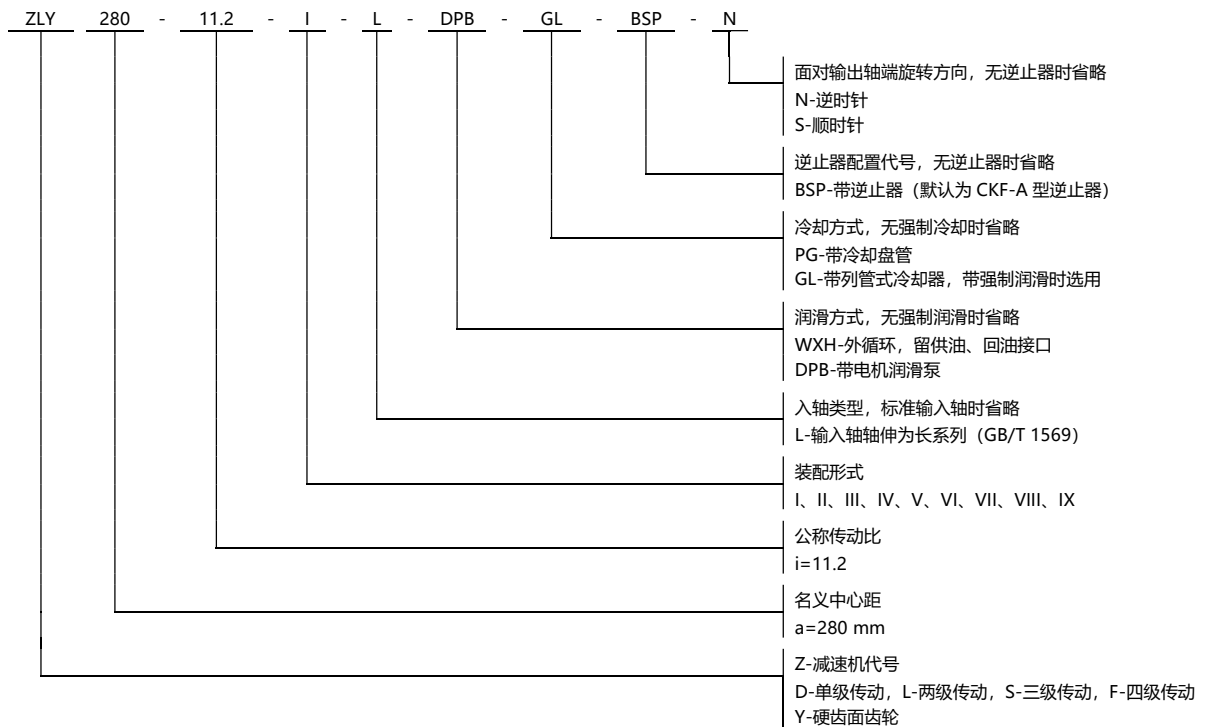 ZLY 280 - 11.2 - I - L - DPB - GL - BSP - N
面对输出轴端旋转方向，无逆止器时省略
N-逆时针
S-顺时针
逆止器配置代号，无逆止器时省略
BSP-带逆止器（默认为 CKF-A 型逆止器）
冷却方式，无强制冷却时省略
PG-带冷却盘管
GL-带列管式冷却器，带强制润滑时选用
润滑方式，无强制润滑时省略
WXH-外循环，留供油、回油接口
DPB-带电机润滑泵
入轴类型，标准输入轴时省略
L-输入轴轴伸为长系列（GB/T 1569）
装配形式
I、II、III、IV、V、VI、VII、VIII、IX
公称传动比
i=11.2
名义中心距
a=280 mm
Z-减速机代号
D-单级传动，L-两级传动，S-三级传动，F-四级传动
Y-硬齿面齿轮